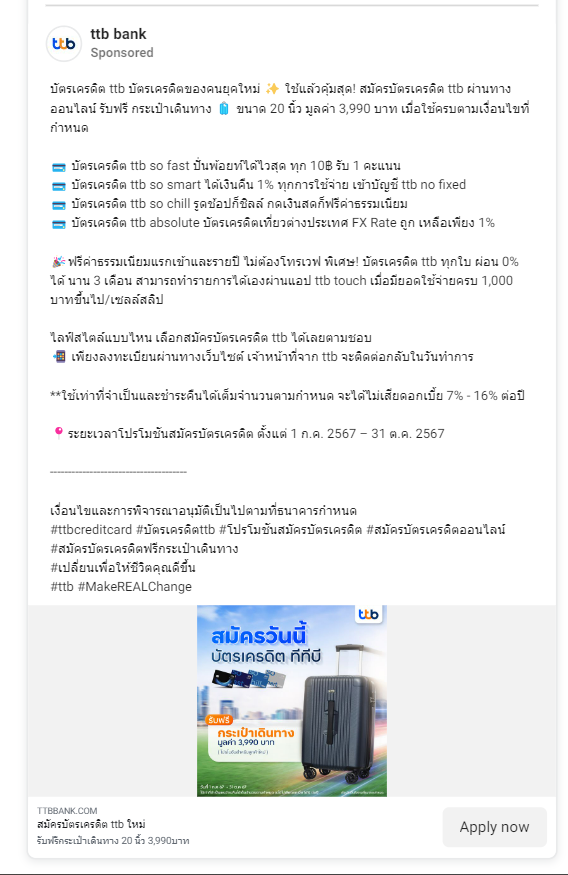 ttb
ttb bank
Sponsored
บัตรเครดิต ttb บัตรเครดิตของคนยุคใหม่ ✨ ใช้แล้วคุ้มสุด! สมัครบัตรเครดิต ttb ผ่านทาง
ออนไลน์ รับฟรี กระเป๋าเดินทาง 🧳 ขนาด 20 นิ้ว มูลค่า 3,990 บาท เมื่อใช้ครบตามเงื่อนไขที่
กำหนด
💳 บัตรเครดิต ttb so fast ปั่นพ้อยท์ได้ไวสุด ทุก 10฿ รับ 1 คะแนน
💳 บัตรเครดิต ttb so smart ได้เงินคืน 1% ทุกการใช้จ่าย เข้าบัญชี ttb no fixed
💳 บัตรเครดิต ttb so chill รูดช้อปก็ชิลล์ กดเงินสดก็ฟรีค่าธรรมเนียม
💳 บัตรเครดิต ttb absolute บัตรเครดิตเที่ยวต่างประเทศ FX Rate ถูก เหลือเพียง 1%
🎉ฟรีค่าธรรมเนียมแรกเข้าและรายปี ไม่ต้องโทรเวฟ พิเศษ! บัตรเครดิต ttb ทุกใบ ผ่อน 0%
ได้ นาน 3 เดือน สามารถทำรายการได้เองผ่านแอป ttb touch เมื่อมียอดใช้จ่ายครบ 1,000
บาทขึ้นไป/เซลล์สลิป
ไลฟ์สไตล์แบบไหน เลือกสมัครบัตรเครดิต ttb ได้เลยตามชอบ
📲 เพียงลงทะเบียนผ่านทางเว็บไซต์ เจ้าหน้าที่จาก ttb จะติดต่อกลับในวันทำการ
**ใช้เท่าที่จำเป็นและชำระคืนได้เต็มจำนวนตามกำหนด จะได้ไม่เสียดอกเบี้ย 7% - 16% ต่อปี
📍ระยะเวลาโปรโมชันสมัครบัตรเครดิต ตั้งแต่ 1 ก.ค. 2567 – 31 ต.ค. 2567
--------------------------------------
เงื่อนไขและการพิจารณาอนุมัติเป็นไปตามที่ธนาคารกำหนด
#ttbcreditcard #บัตรเครดิตttb #โปรโมชันสมัครบัตรเครดิต #สมัครบัตรเครดิตออนไลน์
#สมัครบัตรเครดิตฟรีกระเป๋าเดินทาง
#เปลี่ยนเพื่อให้ชีวิตคุณดีขึ้น
#ttb #MakeREALChange
ttb
สมัครวันนี้
บัตรเครดิต ทีทีบี
รับฟรี
กระเป๋าเดินทาง
มูลค่า 3,990 บาท
TTBBANK.COM
สมัครบัตรเครดิต ttb ใหม่
รับฟรีกระเป๋าเดินทาง 20 นิ้ว 3,990บาท
Apply now